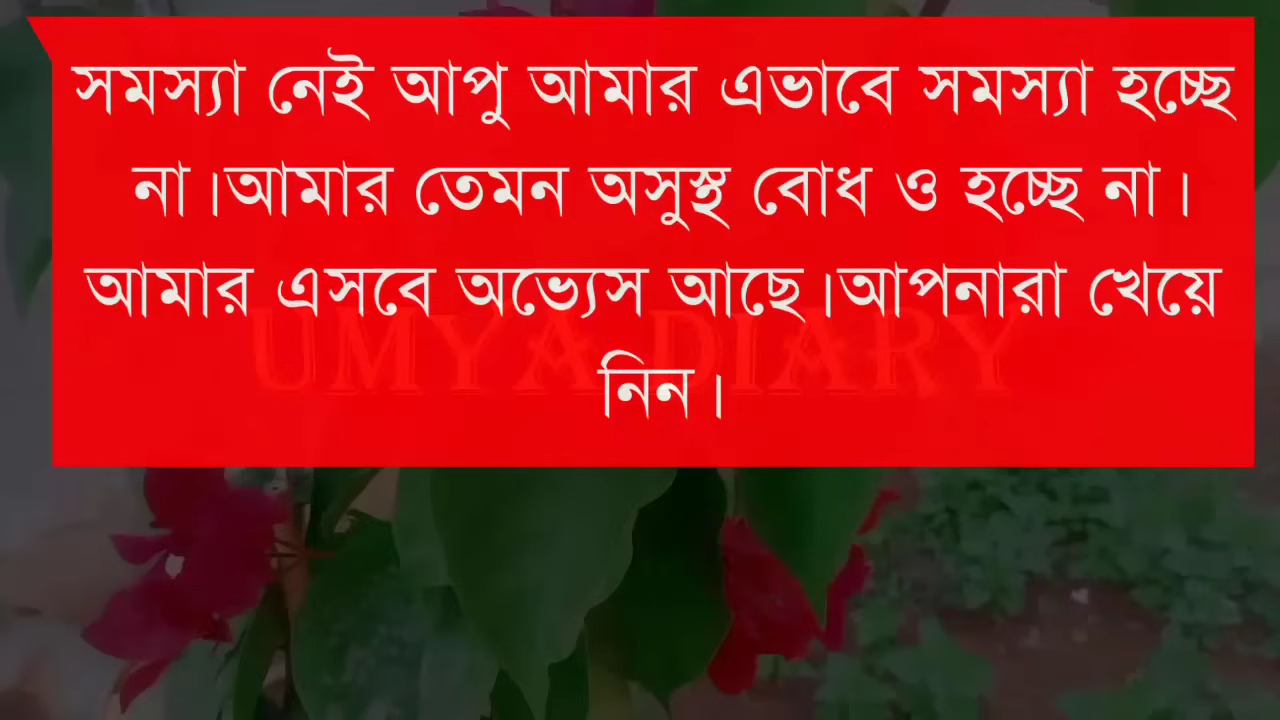 সমস্যা নেই আপু আমার এভাবে সমস্যা হচ্ছে
না।আমার তেমন অসুস্থ বোধ ও হচ্ছে না।
আমার এসবে অভ্যেস আছে।আপনারা খেয়ে
UMYA DIARY
নিন।